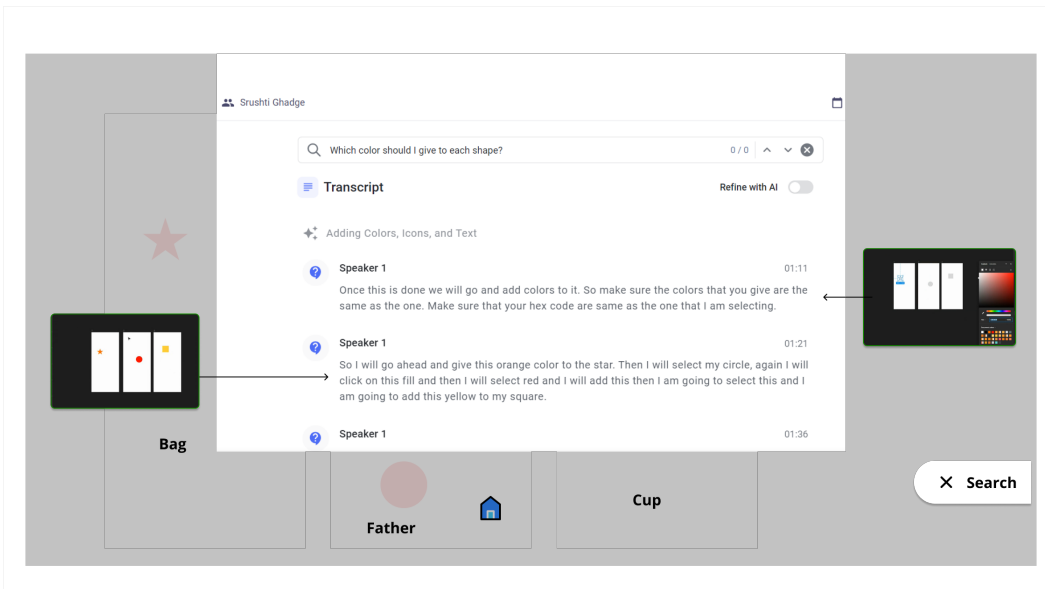 Srushti Ghadge
Which color should I give to each shape?
0 / 0
Transcript
Refine with AI
Adding Colors, Icons, and Text
Speaker 1
01:11
Once this is done we will go and add colors to it. So make sure the colors that you give are the
same as the one. Make sure that your hex code are same as the one that I am selecting.
Speaker 1
01:21
So I will go ahead and give this orange color to the star. Then I will select my circle, again I will
click on this fill and then I will select red and I will add this then I am going to select this and I
am going to add this yellow to my square.
Speaker 1
01:36
Bag
Father
Cup
Search